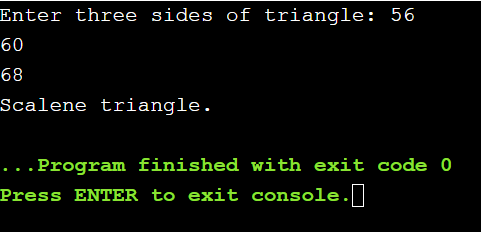 Enter three sides of triangle: 56
60
68
Scalene triangle.
...Program finished with exit code 0
Press ENTER to exit console.